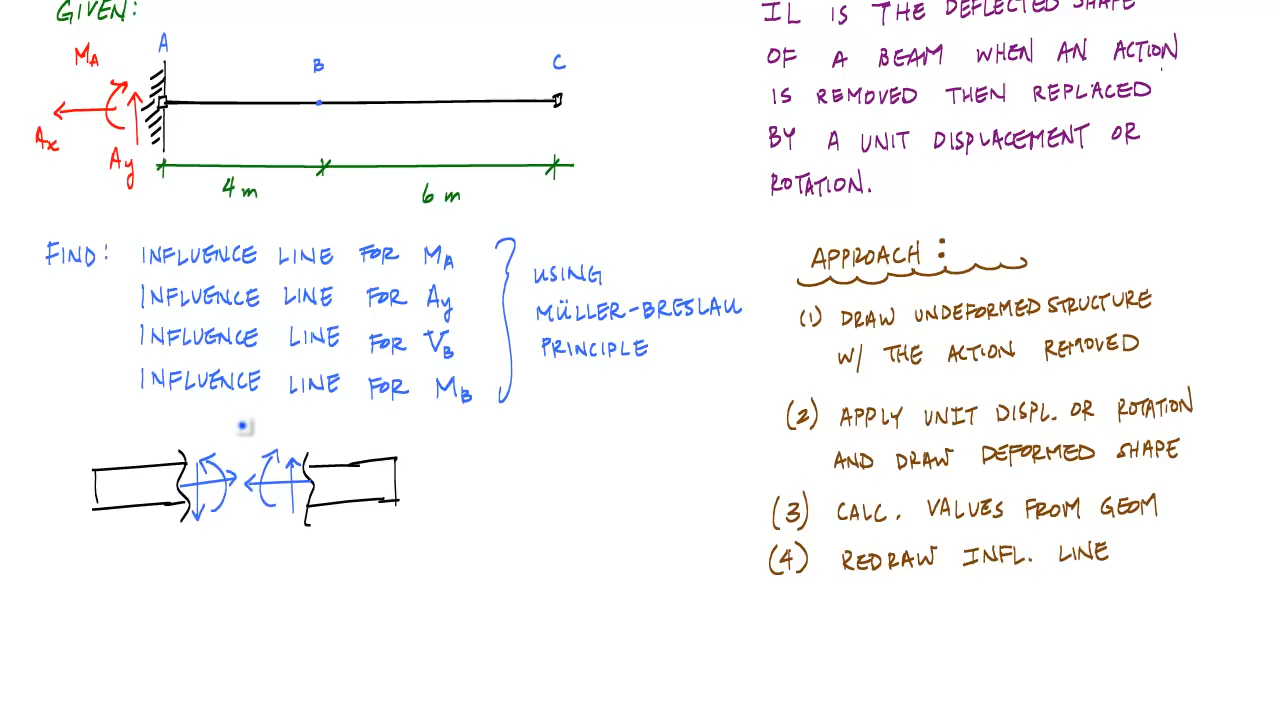 GIVEN:
MA
A
B
C
Ax
Ay
4 m
6 m
FIND: INFLUENCE LINE FOR MA
INFLUENCE LINE FOR Ay
INFLUENCE LINE FOR VB
INFLUENCE LINE FOR MB
USING
MÜLLER-BRESLAU
PRINCIPLE
IL IS THE DEFLECTED SHAPE
OF A BEAM WHEN AN ACTION
IS REMOVED THEN REPLACED
BY A UNIT DISPLACEMENT OR
ROTATION.
APPROACH:
(1) DRAW UNDEFORMED STRUCTURE
W/ THE ACTION REMOVED
(2) APPLY UNIT DISPL. OR ROTATION
AND DRAW DEFORMED SHAPE
(3) CALC. VALUES FROM GEOM
(4) REDRAW INFL. LINE